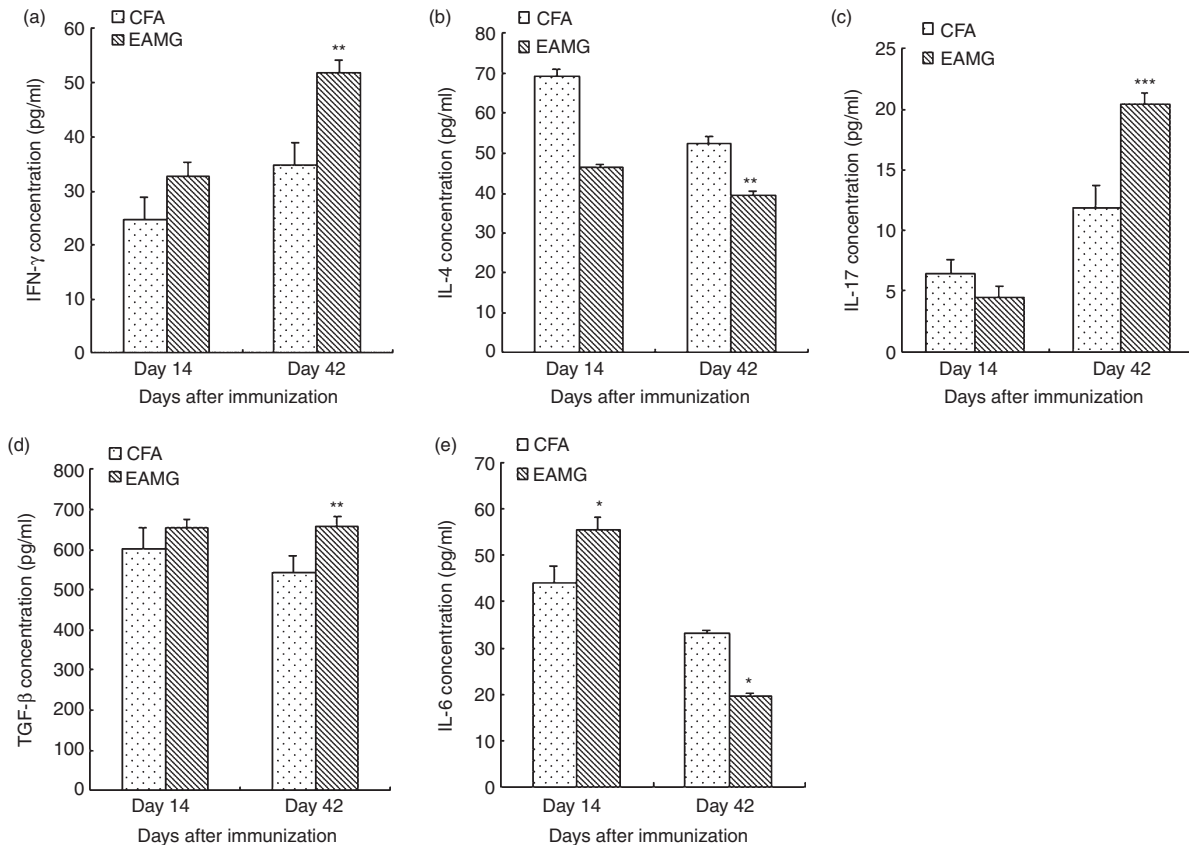 (a)
CFA
EAMG
IFN-γ concentration (pg/ml)
60
50
40
30
20
10
0
**
Day 14 Day 42
Days after immunization
(b)
CFA
EAMG
IL-4 concentration (pg/ml)
80
70
60
50
40
30
20
10
0
**
Day 14 Day 42
Days after immunization
(c)
CFA
EAMG
IL-17 concentration (pg/ml)
25
20
15
10
5
0
***
Day 14 Day 42
Days after immunization
(d)
CFA
EAMG
TGF-β concentration (pg/ml)
800
700
600
500
400
300
200
100
0
**
Day 14 Day 42
Days after immunization
(e)
CFA
EAMG
IL-6 concentration (pg/ml)
70
60
50
40
30
20
10
0
*
*
Day 14 Day 42
Days after immunization